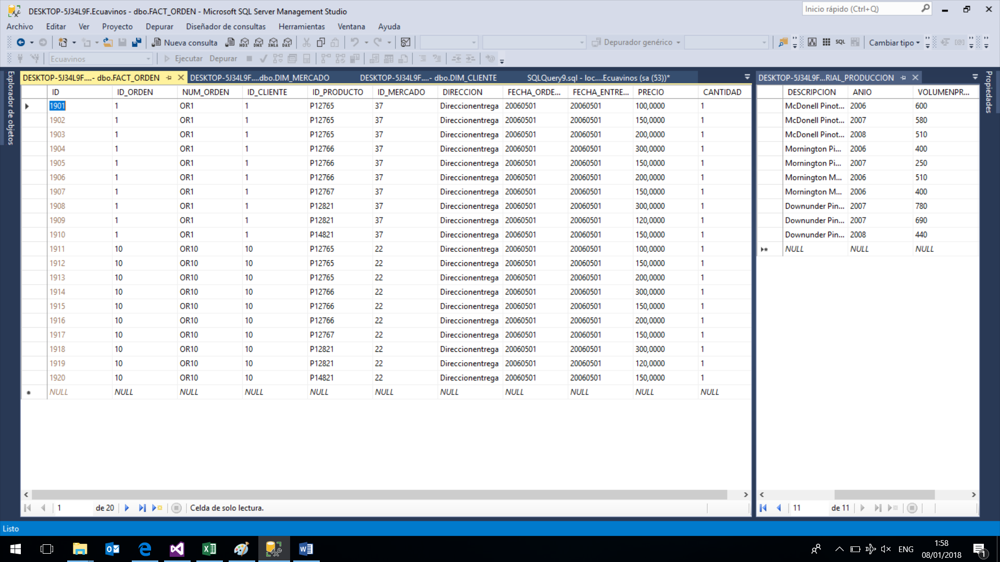 DESKTOP-5J34L9F.Ecuavinos - dbo.FACT_ORDEN - Microsoft SQL Server Management Studio
Inicio rápido (Ctrl+Q)
Archivo Editar Ver Proyecto Depurar Diseñador de consultas Herramientas Ventana Ayuda
Nueva consulta MDX DMX XMLA DAX Depurador genérico SQL Cambiar tipo
Ecuavinos Ejecutar Depurar
Explorador de objetos
DESKTOP-5J34L9F....- dbo.FACT_ORDEN DESKTOP-5J34L9F....dbo.DIM_MERCADO DESKTOP-5J34L9F....- dbo.DIM_CLIENTE SQLQuery9.sql - loc....Ecuavinos (sa (53))*
ID ID_ORDEN NUM_ORDEN ID_CLIENTE ID_PRODUCTO ID_MERCADO DIRECCION FECHA_ORDE... FECHA_ENTRE... PRECIO CANTIDAD
1901 1 OR1 1 P12765 37 Direccionentrega 20060501 20060501 100,0000 1
1902 1 OR1 1 P12765 37 Direccionentrega 20060501 20060501 150,0000 1
1903 1 OR1 1 P12765 37 Direccionentrega 20060501 20060501 200,0000 1
1904 1 OR1 1 P12766 37 Direccionentrega 20060501 20060501 300,0000 1
1905 1 OR1 1 P12766 37 Direccionentrega 20060501 20060501 150,0000 1
1906 1 OR1 1 P12766 37 Direccionentrega 20060501 20060501 200,0000 1
1907 1 OR1 1 P12767 37 Direccionentrega 20060501 20060501 150,0000 1
1908 1 OR1 1 P12821 37 Direccionentrega 20060501 20060501 300,0000 1
1909 1 OR1 1 P12821 37 Direccionentrega 20060501 20060501 120,0000 1
1910 1 OR1 1 P14821 37 Direccionentrega 20060501 20060501 150,0000 1
1911 10 OR10 10 P12765 22 Direccionentrega 20060501 20060501 100,0000 1
1912 10 OR10 10 P12765 22 Direccionentrega 20060501 20060501 150,0000 1
1913 10 OR10 10 P12765 22 Direccionentrega 20060501 20060501 200,0000 1
1914 10 OR10 10 P12766 22 Direccionentrega 20060501 20060501 300,0000 1
1915 10 OR10 10 P12766 22 Direccionentrega 20060501 20060501 150,0000 1
1916 10 OR10 10 P12766 22 Direccionentrega 20060501 20060501 200,0000 1
1917 10 OR10 10 P12767 22 Direccionentrega 20060501 20060501 150,0000 1
1918 10 OR10 10 P12821 22 Direccionentrega 20060501 20060501 300,0000 1
1919 10 OR10 10 P12821 22 Direccionentrega 20060501 20060501 120,0000 1
1920 10 OR10 10 P14821 22 Direccionentrega 20060501 20060501 150,0000 1
NULL NULL NULL NULL NULL NULL NULL NULL NULL NULL NULL
1 de 20 Celda de solo lectura.
DESKTOP-5J34L9F...RIAL_PRODUCCION
DESCRIPCION ANIO VOLUMENPR...
McDonell Pinot... 2006 600
McDonell Pinot... 2007 580
McDonell Pinot... 2008 510
Mornington Pi... 2006 400
Mornington Pi... 2007 250
Mornington M... 2006 510
Mornington M... 2006 400
Downunder Pin... 2007 780
Downunder Pin... 2007 690
Downunder Pin... 2008 440
NULL NULL NULL
11 de 11
Propiedades
Listo
ENG
1:58
08/01/2018
1